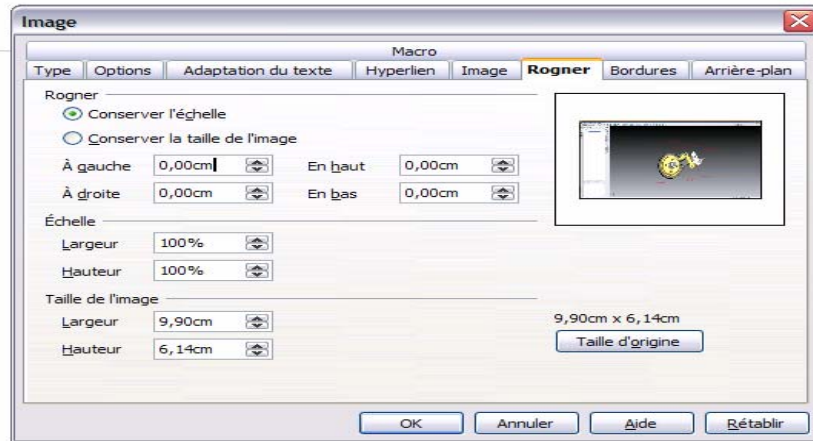 Image
Macro
Type Options Adaptation du texte Hyperlien Image Rogner Bordures Arrière-plan
Rogner
Conserver l'échelle
Conserver la taille de l'image
À gauche 0,00cm En haut 0,00cm
À droite 0,00cm En bas 0,00cm
Échelle
Largeur 100%
Hauteur 100%
Taille de l'image
Largeur 9,90cm 9,90cm x 6,14cm
Hauteur 6,14cm Taille d'origine
OK Annuler Aide Rétablir